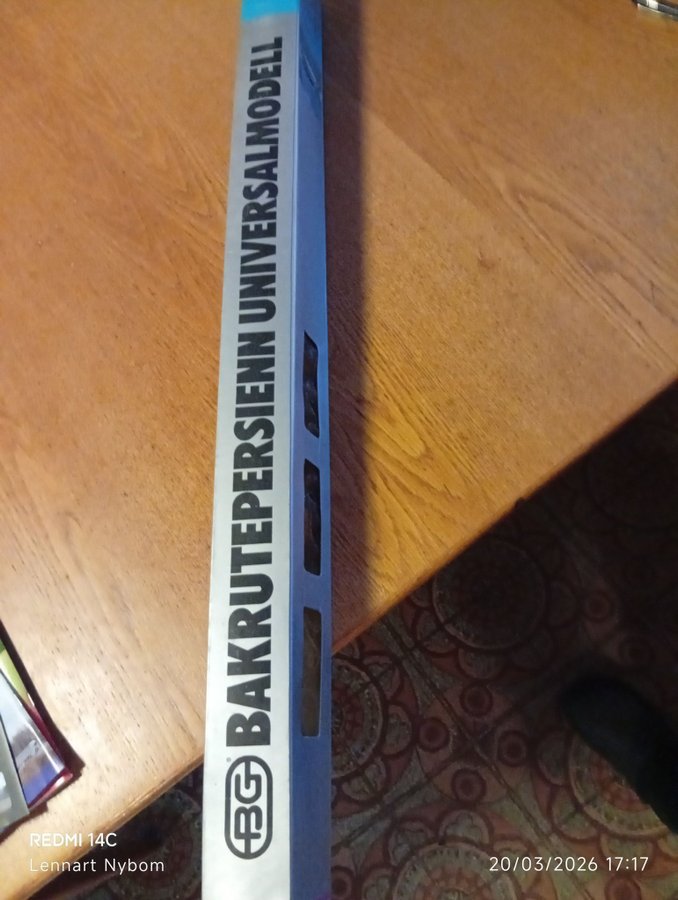 BG BAKRUTEPERSIENN UNIVERSALMODELL
REDMI 14C
Lennart Nybom
20/03/2026 17:17